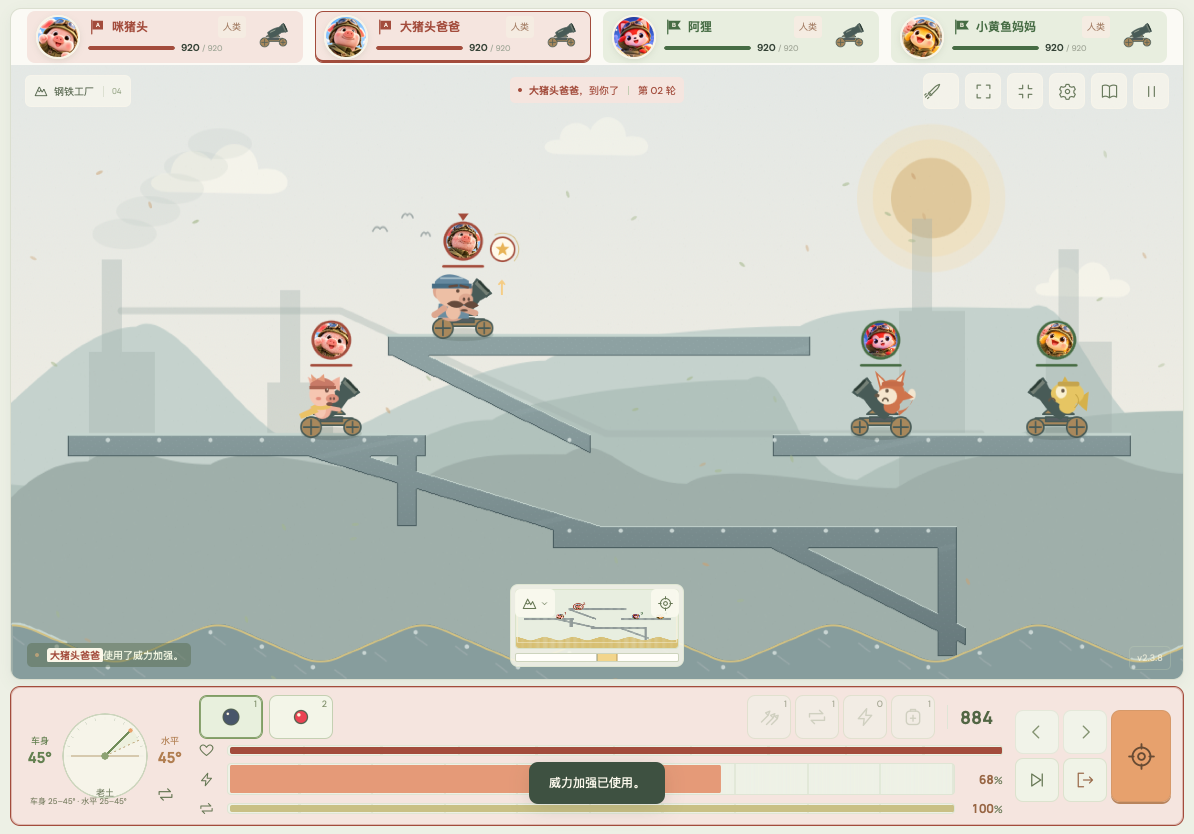 A 咪猪头 人类
920 / 920
A 大猪头爸爸 人类
920 / 920
B 阿狸 人类
920 / 920
B 小黄鱼妈妈 人类
920 / 920
钢铁工厂 04
大猪头爸爸，到你了 第 02 轮
大猪头爸爸使用了威力加强。
v2.3.8
1
2
1
1
0
1
884
车身
45°
水平
45°
老土
车身 25–45° · 水平 25–45°
威力加强已使用。
68%
100%